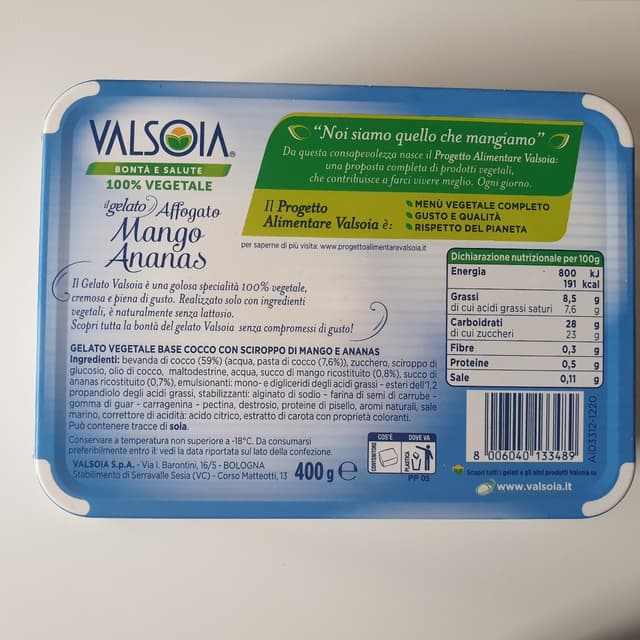 VALSOIA®
BONTÀ E SALUTE
100% VEGETALE
il gelato Affogato
Mango
Ananas
"Noi siamo quello che mangiamo"
Da questa consapevolezza nasce il Progetto Alimentare Valsoia:
una proposta completa di prodotti vegetali,
che contribuisce a farci vivere meglio. Ogni giorno.
Il Progetto
Alimentare Valsoia è:
MENÙ VEGETALE COMPLETO
GUSTO E QUALITÀ
RISPETTO DEL PIANETA
per saperne di più visita: www.progettoalimentarevalsoia.it
Il Gelato Valsoia è una golosa specialità 100% vegetale,
cremosa e piena di gusto. Realizzato solo con ingredienti
vegetali, è naturalmente senza lattosio.
Scopri tutta la bontà del gelato Valsoia senza compromessi di gusto!
GELATO VEGETALE BASE COCCO CON SCIROPPO DI MANGO E ANANAS
Ingredienti: bevanda di cocco (59%) (acqua, pasta di cocco (7,6%)), zucchero, sciroppo di
glucosio, olio di cocco, maltodestrine, acqua, succo di mango ricostituito (0,8%), succo di
ananas ricostituito (0,7%), emulsionanti: mono- e digliceridi degli acidi grassi - esteri dell'1,2
propandiolo degli acidi grassi, stabilizzanti: alginato di sodio - farina di semi di carrube -
gomma di guar - carragenina - pectina, destrosio, proteine di pisello, aromi naturali, sale
marino, correttore di acidità: acido citrico, estratto di carota con proprietà coloranti.
Può contenere tracce di soia.
Conservare a temperatura non superiore a -18°C. Da consumarsi
preferibilmente entro il: vedi la data riportata sul lato della confezione.
VALSOIA S.p.A. - Via I. Barontini, 16/5 - BOLOGNA
Stabilimento di Serravalle Sesia (VC) - Corso Matteotti, 13
400 g e
COS'È DOVE VA
CONTENITORE
PLASTICA
PP 05
Dichiarazione nutrizionale per 100g
Energia 800 kJ
191 kcal
Grassi 8,5 g
di cui acidi grassi saturi 7,6 g
Carboidrati 28 g
di cui zuccheri 23 g
Fibre 0,3 g
Proteine 0,5 g
Sale 0,11 g
8 006040 133489
A103312-1220
Scopri tutti i gelati e gli altri prodotti Valsoia su
www.valsoia.it